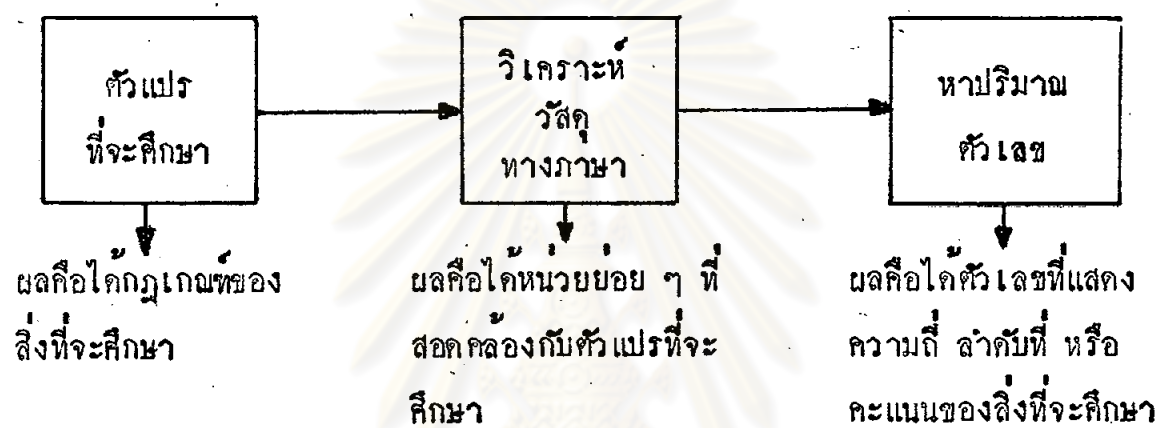 ตัวแปร
ที่จะศึกษา
วิเคราะห์
วัสดุ
ทางภาษา
หาปริมาณ
ตัวเลข
ผลคือได้กฎเกณฑ์ของ
สิ่งที่จะศึกษา
ผลคือได้หน่วยย่อย ๆ ที่
สอดคล้องกับตัวแปรที่จะ
ศึกษา
ผลคือได้ตัวเลขที่แสดง
ความถี่ ลำดับที่ หรือ
คะแนนของสิ่งที่จะศึกษา